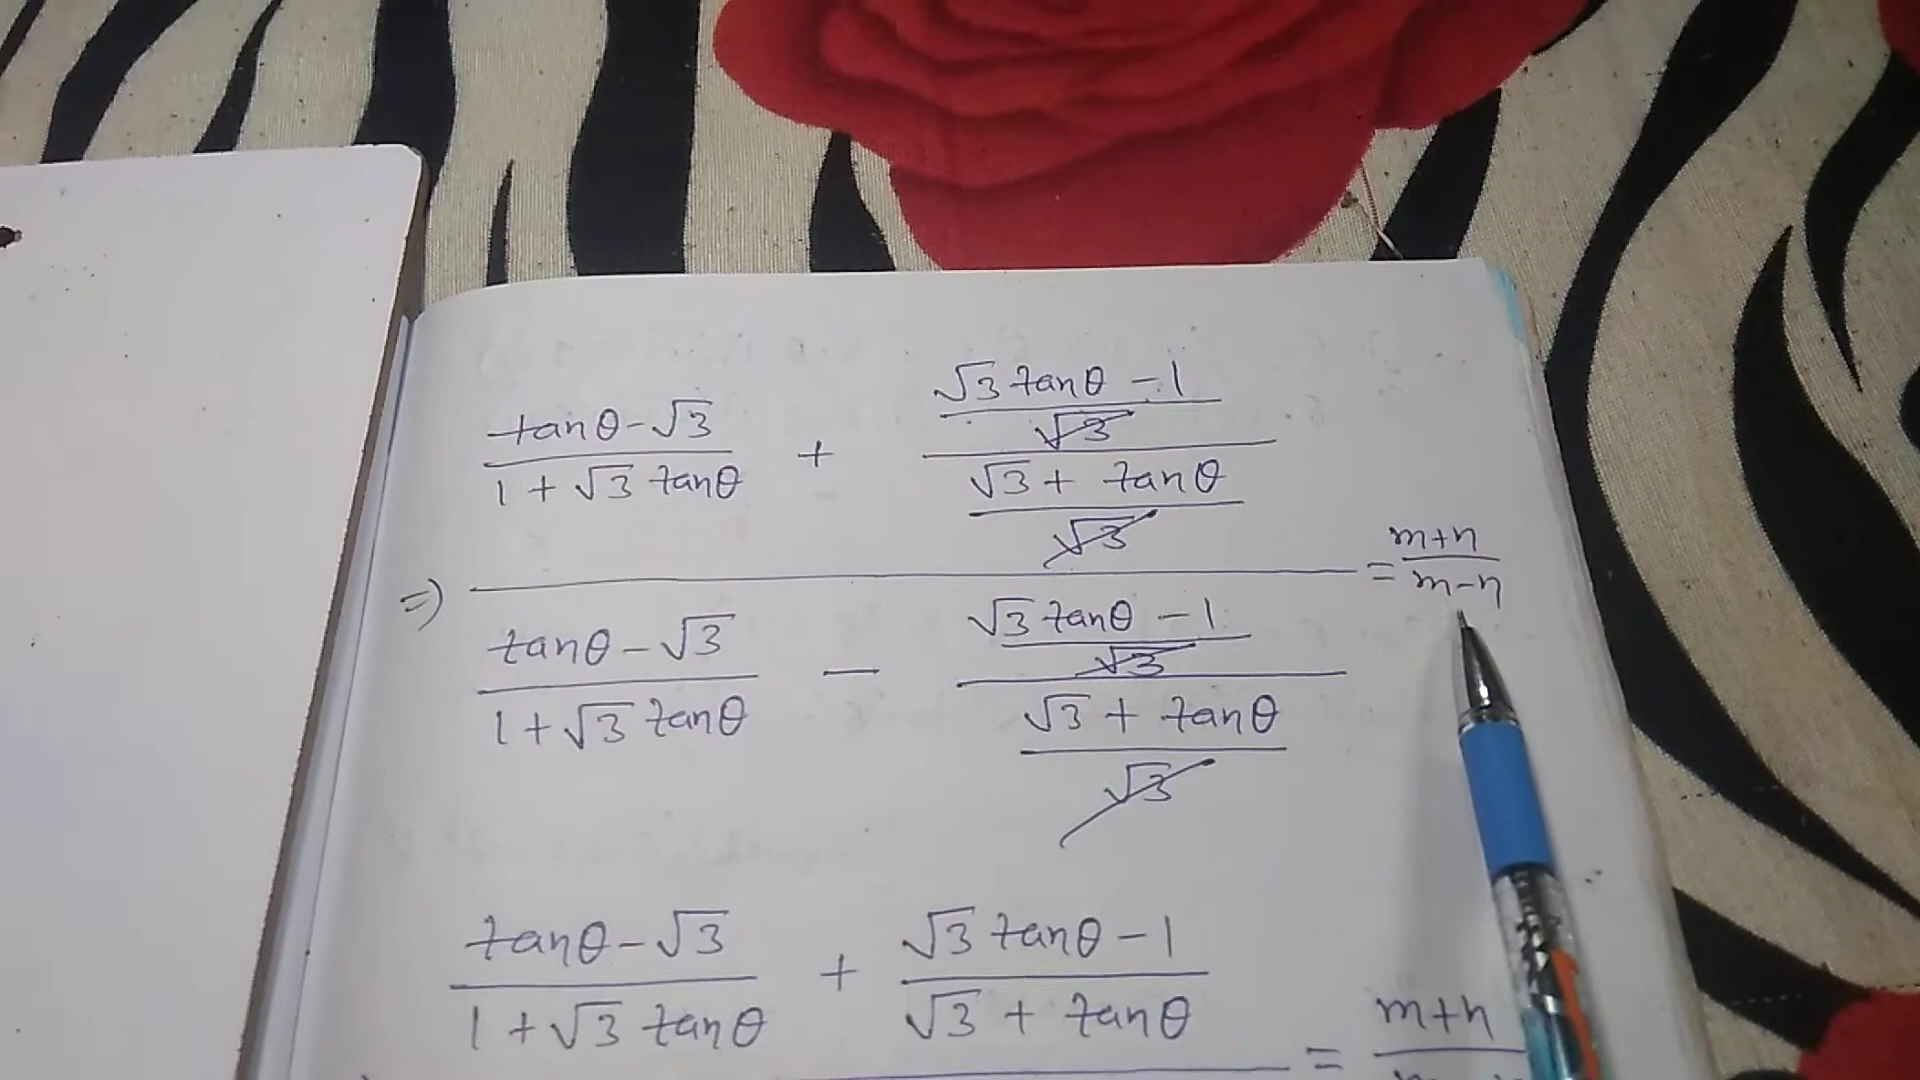 ⇒) (tanθ-√3)/(1+√3 tanθ) + ((√3 tanθ -1)/√3)/((√3+ tanθ)/√3)
= (m+n)/(m-n)
(tanθ-√3)/(1+√3 tanθ) - ((√3 tanθ -1)/√3)/((√3 + tanθ)/√3)
(tanθ-√3)/(1+√3 tanθ) + (√3 tanθ-1)/(√3 + tanθ)
= m+n